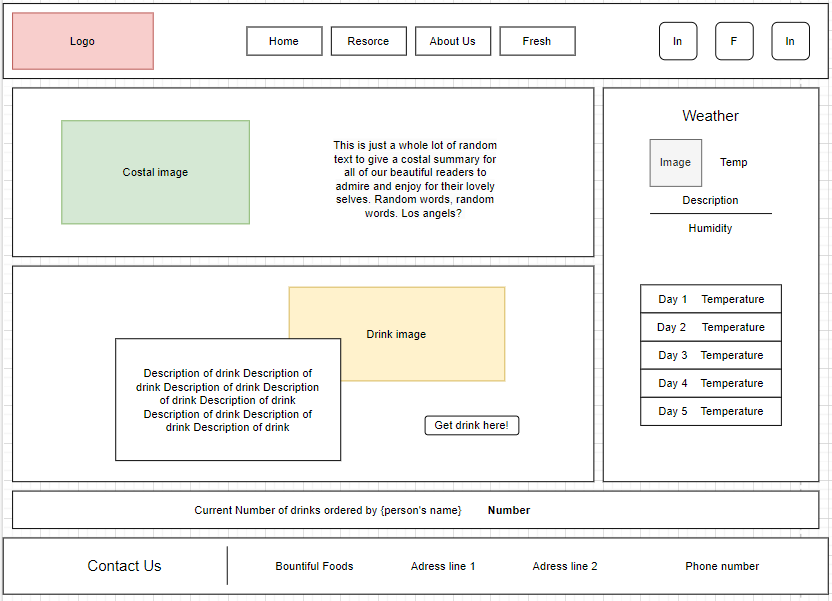 Logo
Home
Resorce
About Us
Fresh
In
F
In
Costal image
This is just a whole lot of random
text to give a costal summary for
all of our beautiful readers to
admire and enjoy for their lovely
selves. Random words, random
words. Los angels?
Weather
Image
Temp
Description
Humidity
Day 1 Temperature
Day 2 Temperature
Day 3 Temperature
Day 4 Temperature
Day 5 Temperature
Drink image
Description of drink Description of
drink Description of drink Description
of drink Description of drink
Description of drink Description of
drink Description of drink
Get drink here!
Current Number of drinks ordered by {person's name} Number
Contact Us
Bountiful Foods
Adress line 1
Adress line 2
Phone number